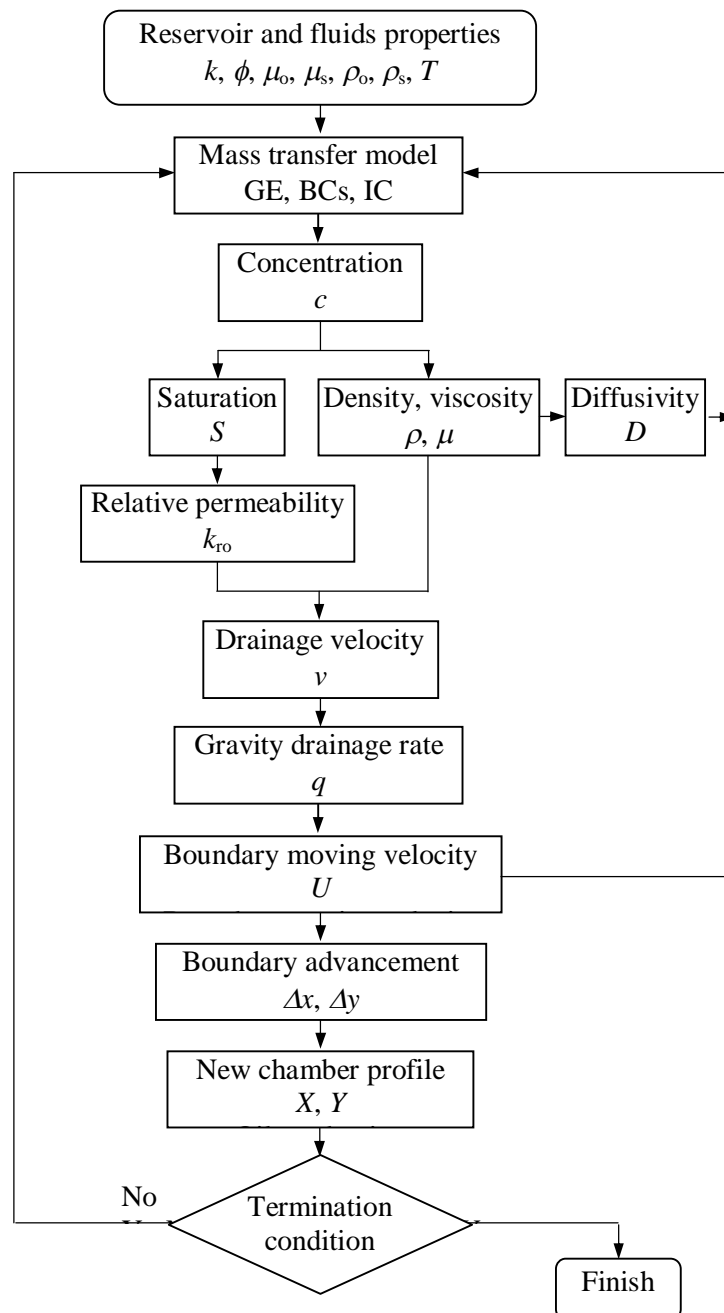 Reservoir and fluids properties
k, ϕ, μo, μs, ρo, ρs, T
Mass transfer model
GE, BCs, IC
Concentration
c
Saturation
S
Density, viscosity
ρ, μ
Diffusivity
D
Relative permeability
kro
Drainage velocity
v
Gravity drainage rate
q
Boundary moving velocity
U
Boundary advancement
Δx, Δy
New chamber profile
X, Y
No
Termination
condition
Finish